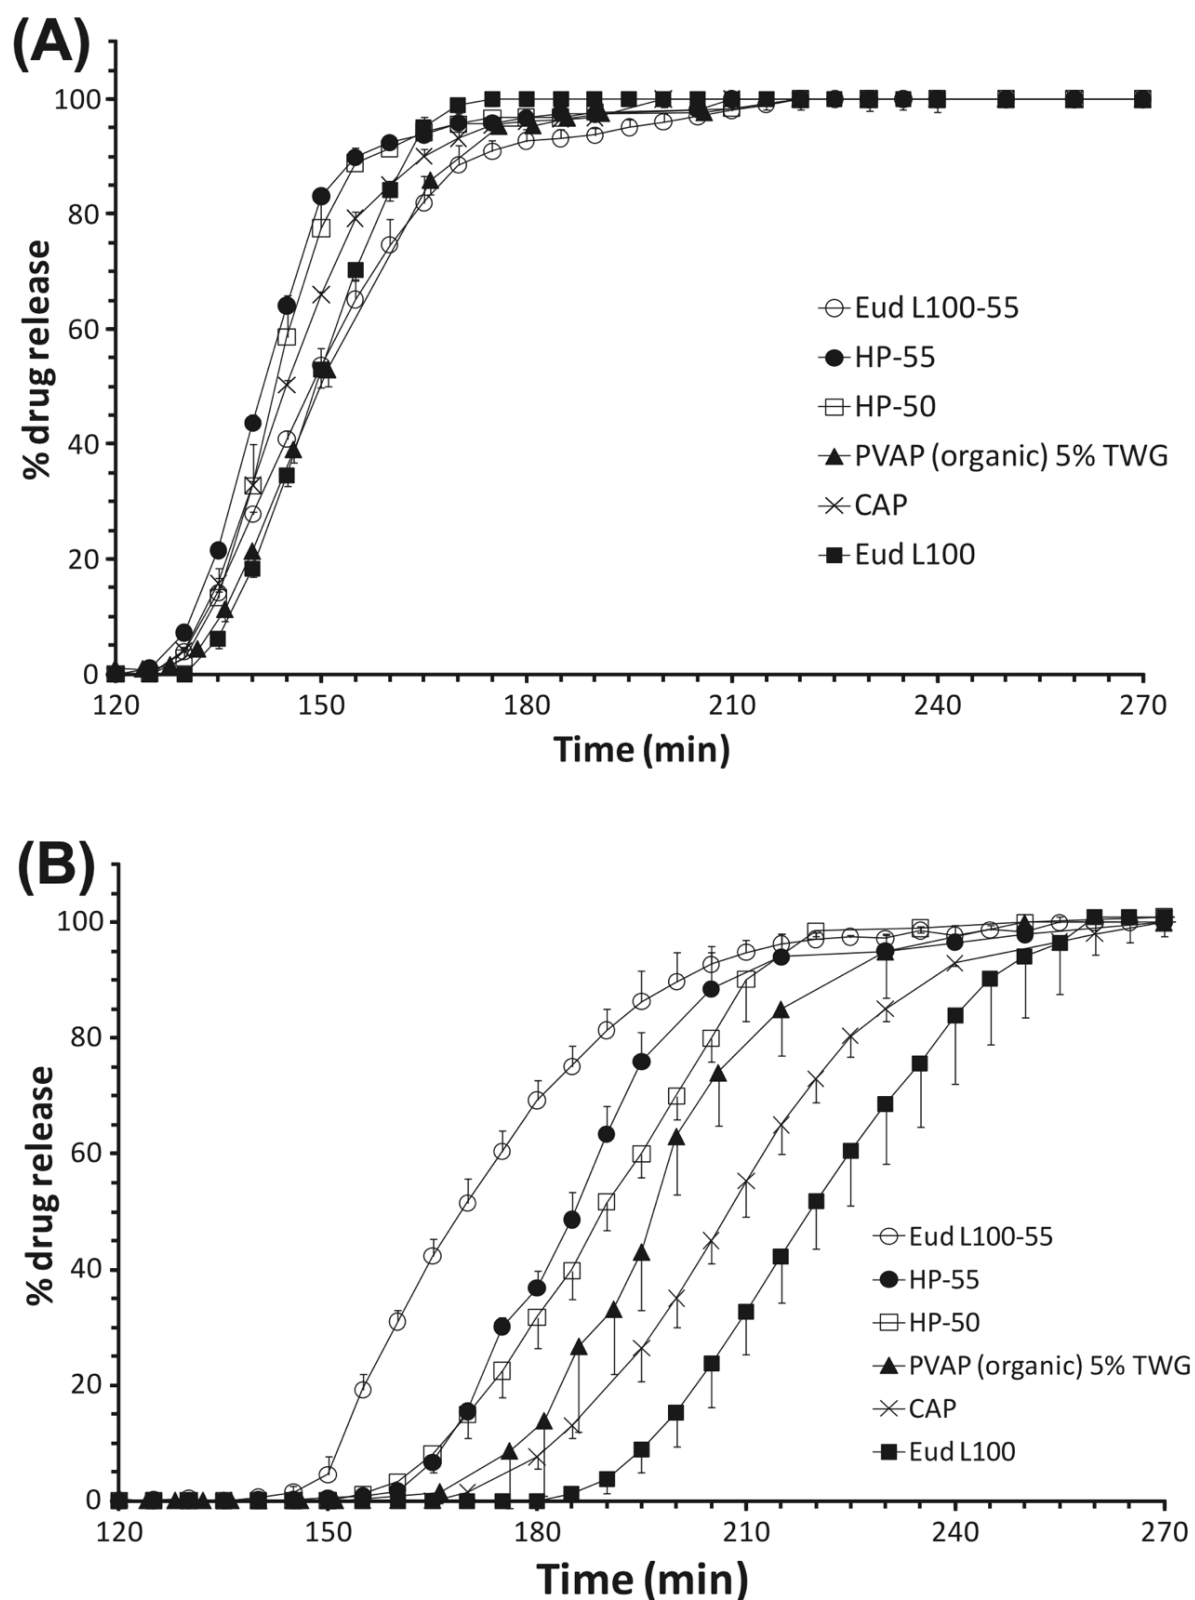 (A)
100
80
60
40
20
0
% drug release
Eud L100-55
HP-55
HP-50
PVAP (organic) 5% TWG
CAP
Eud L100
120 150 180 210 240 270
Time (min)
(B)
100
80
60
40
20
0
% drug release
Eud L100-55
HP-55
HP-50
PVAP (organic) 5% TWG
CAP
Eud L100
120 150 180 210 240 270
Time (min)